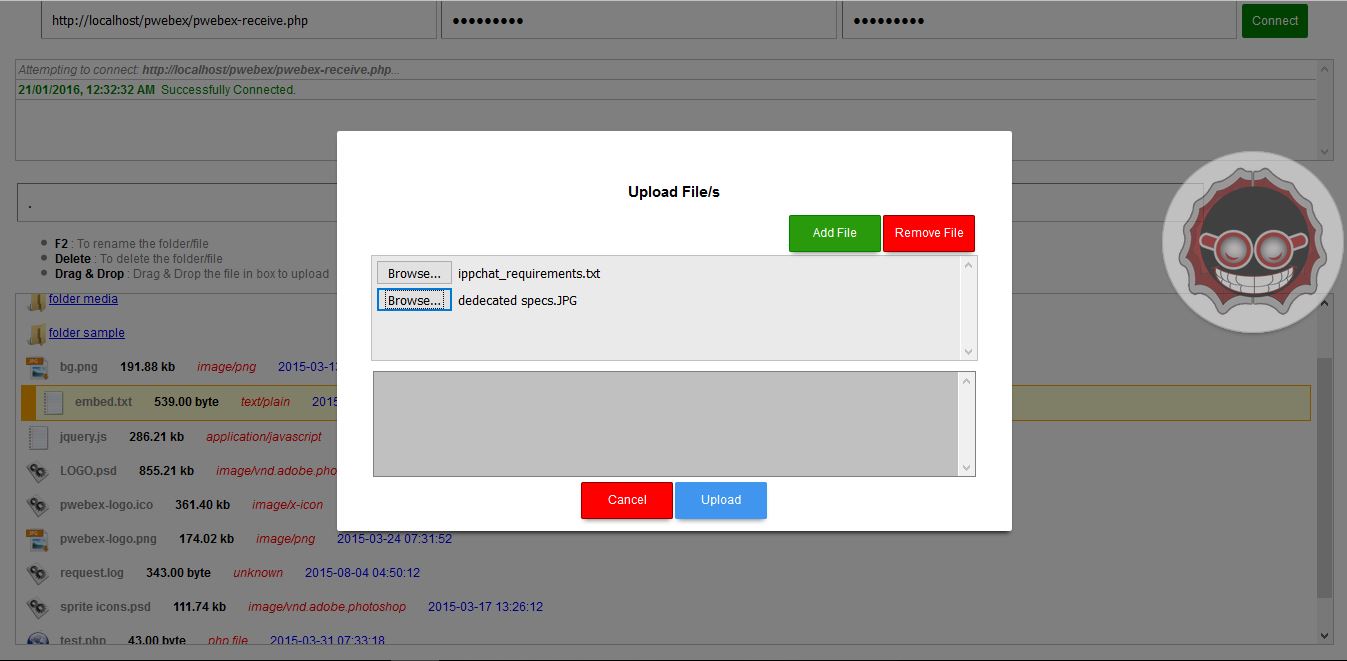 http://localhost/pwebex/pwebex-receive.php ●●●●●●●●● ●●●●●●●●● Connect
Attempting to connect: http://localhost/pwebex/pwebex-receive.php...
21/01/2016, 12:32:32 AM Successfully Connected.
Upload File/s
.
Add File Remove File
F2 : To rename the folder/file
Delete : To delete the folder/file
Drag & Drop : Drag & Drop the file in box to upload
Browse... ippchat_requirements.txt
Browse... dedecated specs.JPG
folder media
folder sample
bg.png 191.88 kb image/png 2015-03-13
embed.txt 539.00 byte text/plain 2015
jquery.js 286.21 kb application/javascript
LOGO.psd 855.21 kb image/vnd.adobe.pho
pwebex-logo.ico 361.40 kb image/x-icon
Cancel Upload
pwebex-logo.png 174.02 kb image/png 2015-03-24 07:31:52
request.log 343.00 byte unknown 2015-08-04 04:50:12
sprite icons.psd 111.74 kb image/vnd.adobe.photoshop 2015-03-17 13:26:12
test.php 43.00 byte php file 2015-03-31 07:33:18